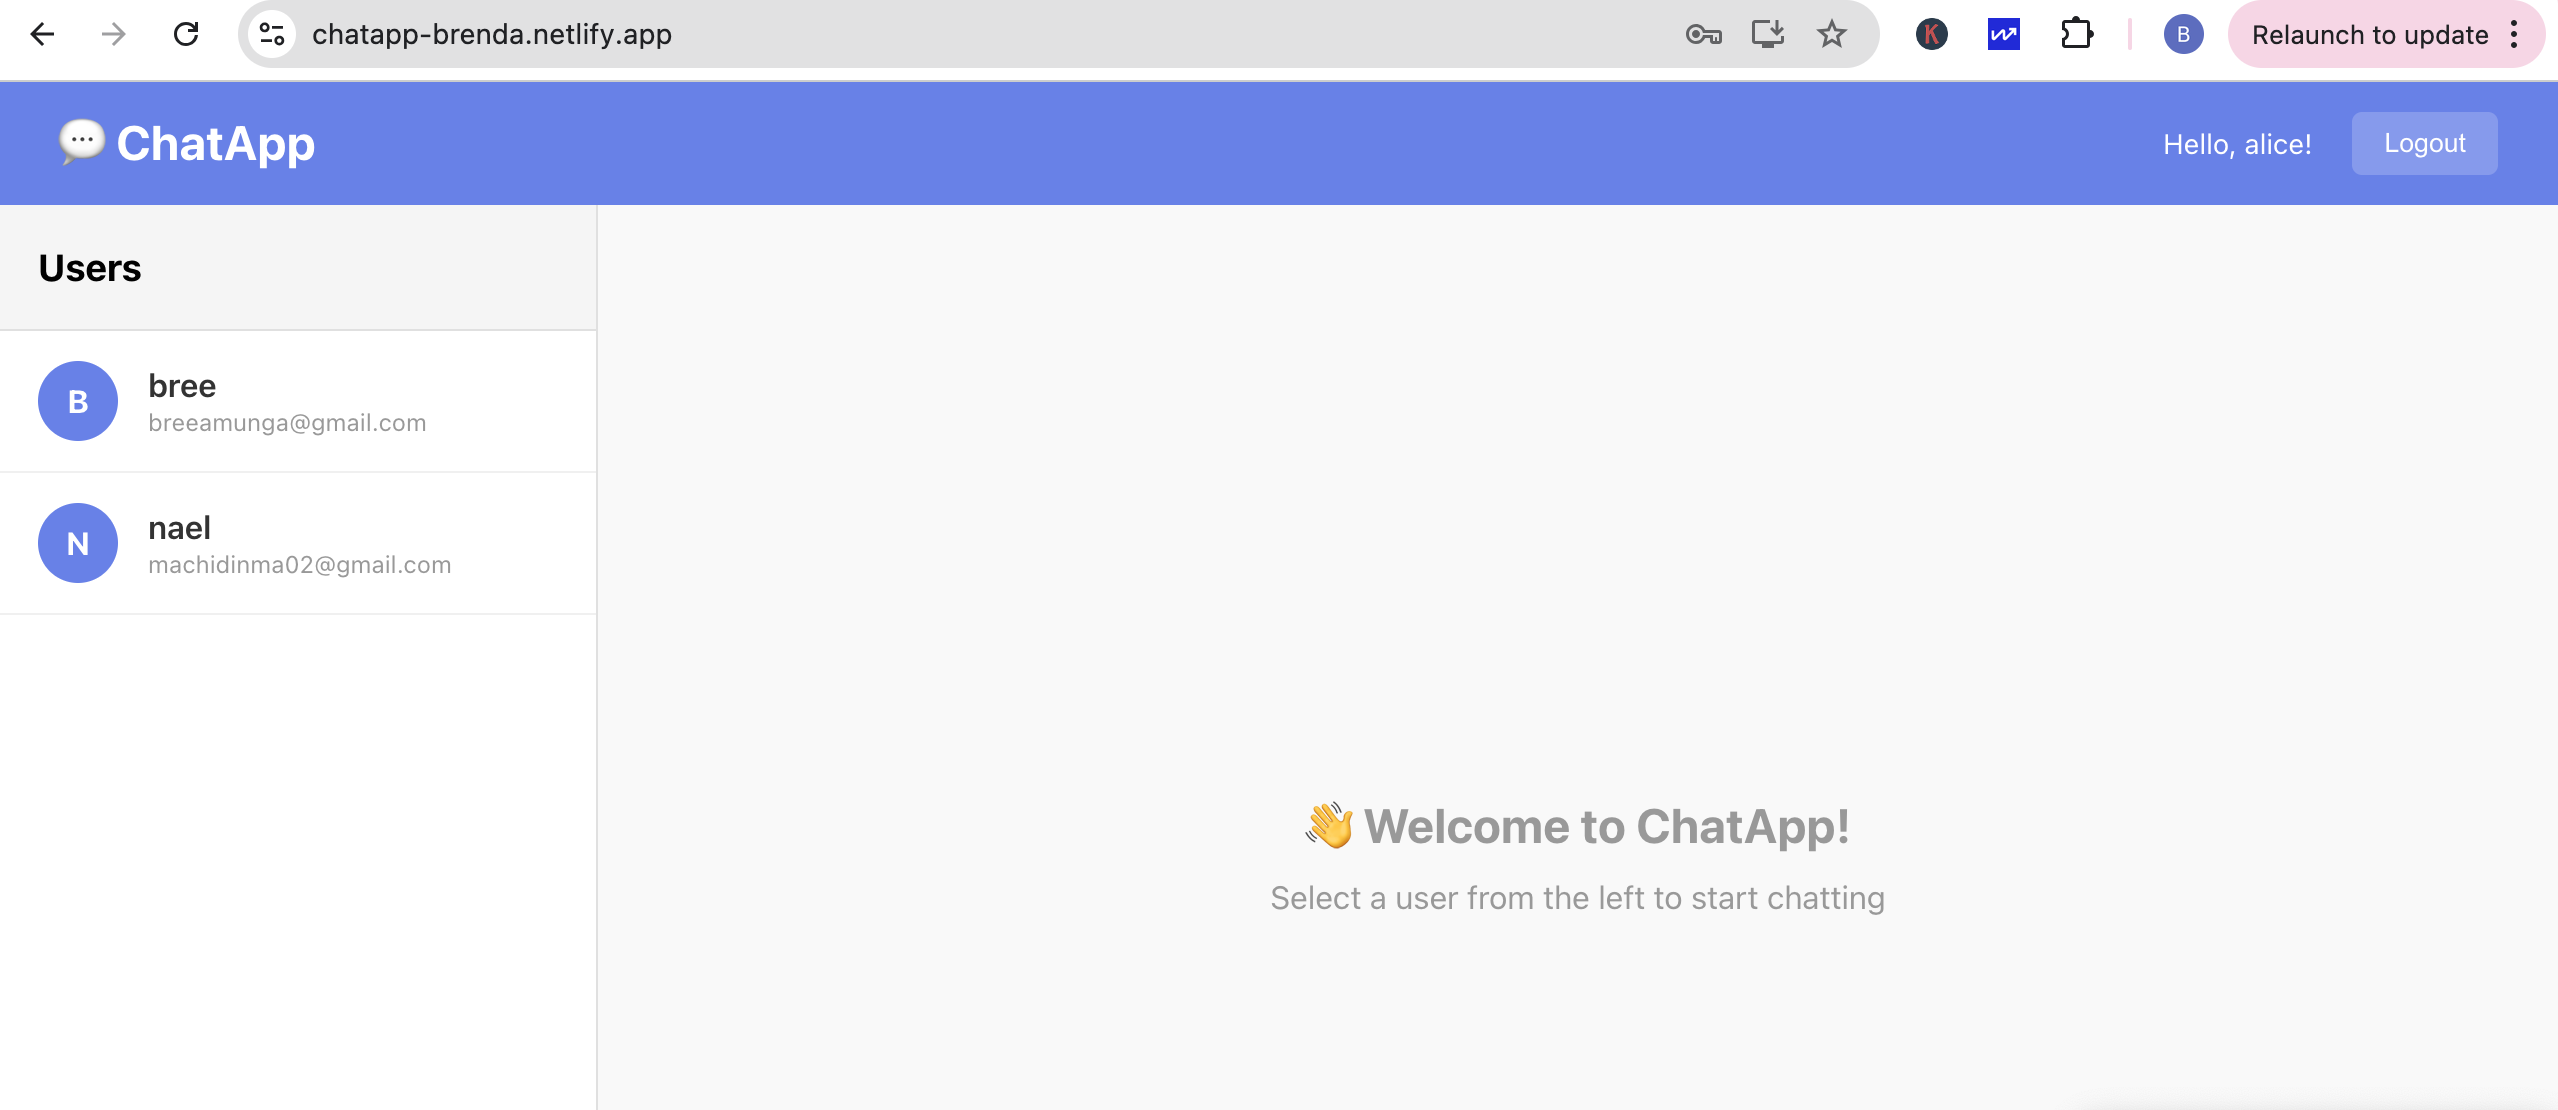 chatapp-brenda.netlify.app
K
B
Relaunch to update
ChatApp
Hello, alice!
Logout
Users
B
bree
breeamunga@gmail.com
N
nael
machidinma02@gmail.com
👋 Welcome to ChatApp!
Select a user from the left to start chatting